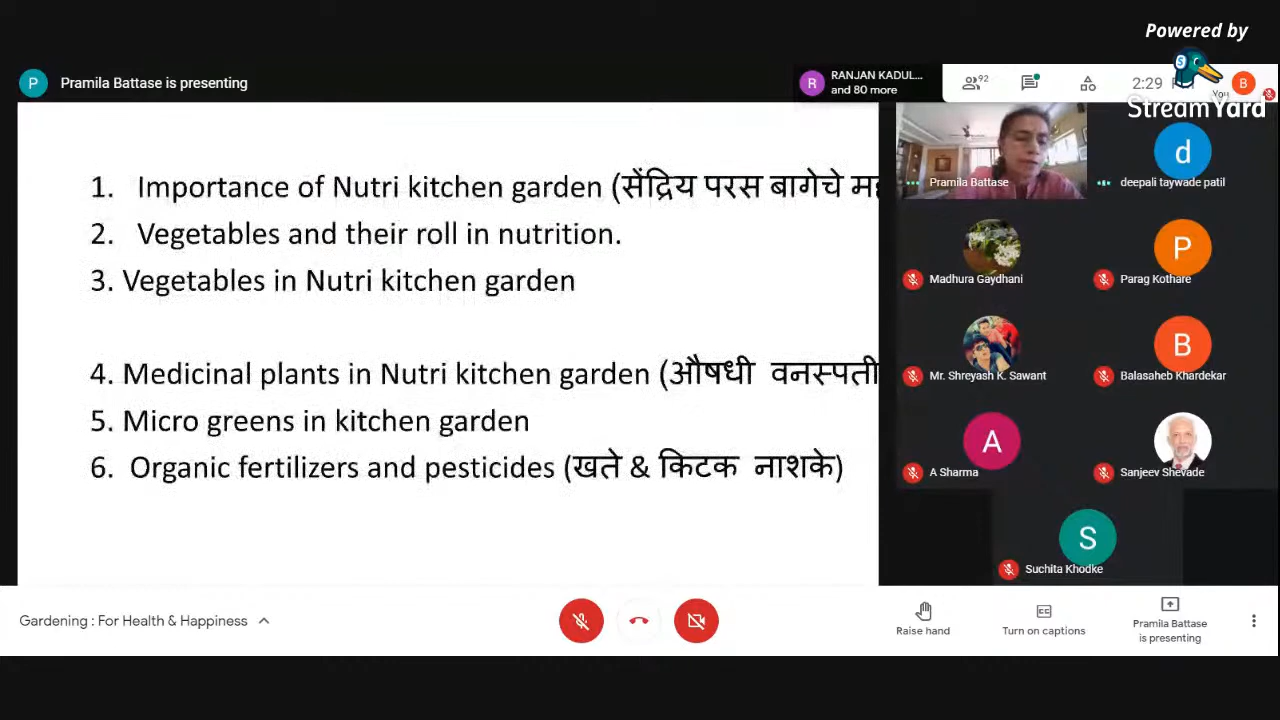 Powered by
StreamYard
P Pramila Battase is presenting
R RANJAN KADUL...
and 80 more
92
2:29
You
B
1. Importance of Nutri kitchen garden (सेंद्रिय परस बागेचे
2. Vegetables and their roll in nutrition.
3. Vegetables in Nutri kitchen garden
4. Medicinal plants in Nutri kitchen garden (औषधी वनस्पती
5. Micro greens in kitchen garden
6. Organic fertilizers and pesticides (खते & किटक नाशके)
Pramila Battase
d
deepali taywade patil
Madhura Gaydhani
P
Parag Kothare
Mr. Shreyash K. Sawant
B
Balasaheb Khardekar
A
A Sharma
Sanjeev Shevade
S
Suchita Khodke
Gardening : For Health & Happiness
Raise hand
Turn on captions
Pramila Battase
is presenting